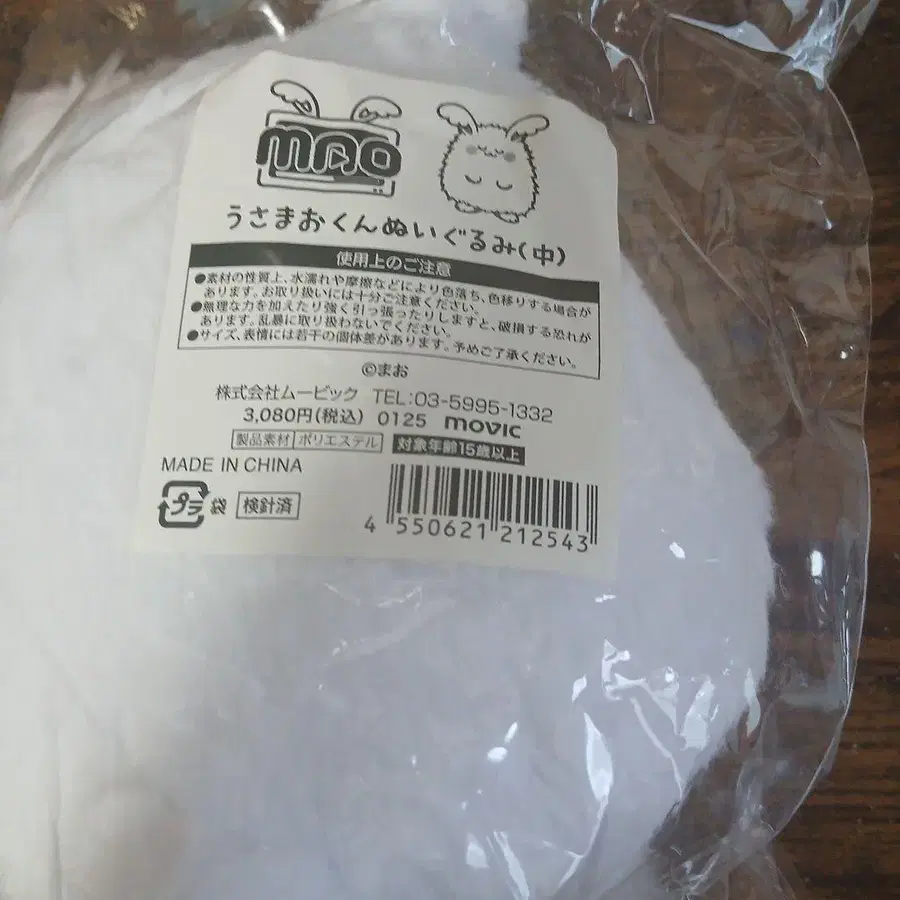 mao
うさまおくんぬいぐるみ(中)
使用上のご注意
●素材の性質上、水濡れや摩擦などにより色落ち、色移りする場合が
あります。お取り扱いには十分ご注意ください。
●無理な力を加えたり強く引っ張ったりしますと、破損する恐れが
あります。乱暴に取り扱わないでください。
●サイズ、表情には若干の個体差があります。予めご了承ください。
©まお
株式会社ムービック TEL:03-5995-1332
3,080円(税込) 0125 movic
製品素材 ポリエステル 対象年齢15歳以上
MADE IN CHINA
プラ 袋 検針済
4 550621 212543